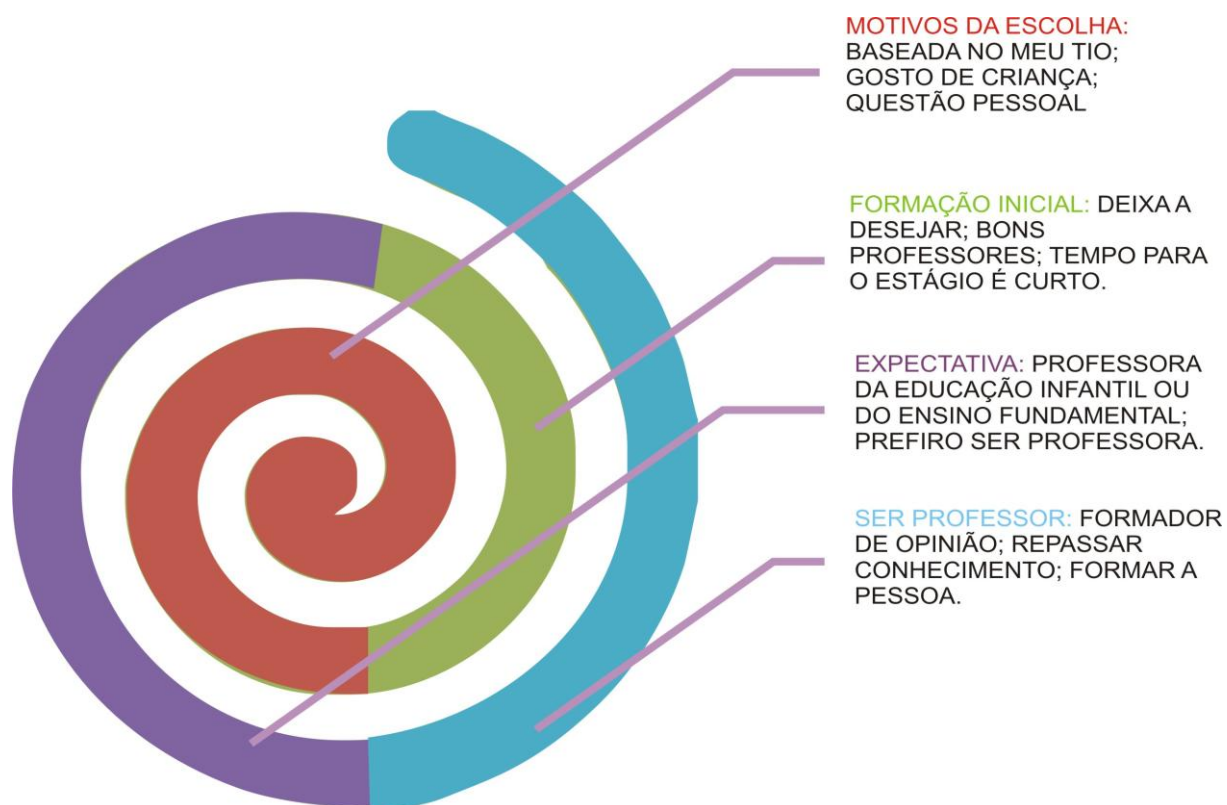 MOTIVOS DA ESCOLHA:
BASEADA NO MEU TIO;
GOSTO DE CRIANÇA;
QUESTÃO PESSOAL
FORMAÇÃO INICIAL: DEIXA A
DESEJAR; BONS
PROFESSORES; TEMPO PARA
O ESTÁGIO É CURTO.
EXPECTATIVA: PROFESSORA
DA EDUCAÇÃO INFANTIL OU
DO ENSINO FUNDAMENTAL;
PREFIRO SER PROFESSORA.
SER PROFESSOR: FORMADOR
DE OPINIÃO; REPASSAR
CONHECIMENTO; FORMAR A
PESSOA.